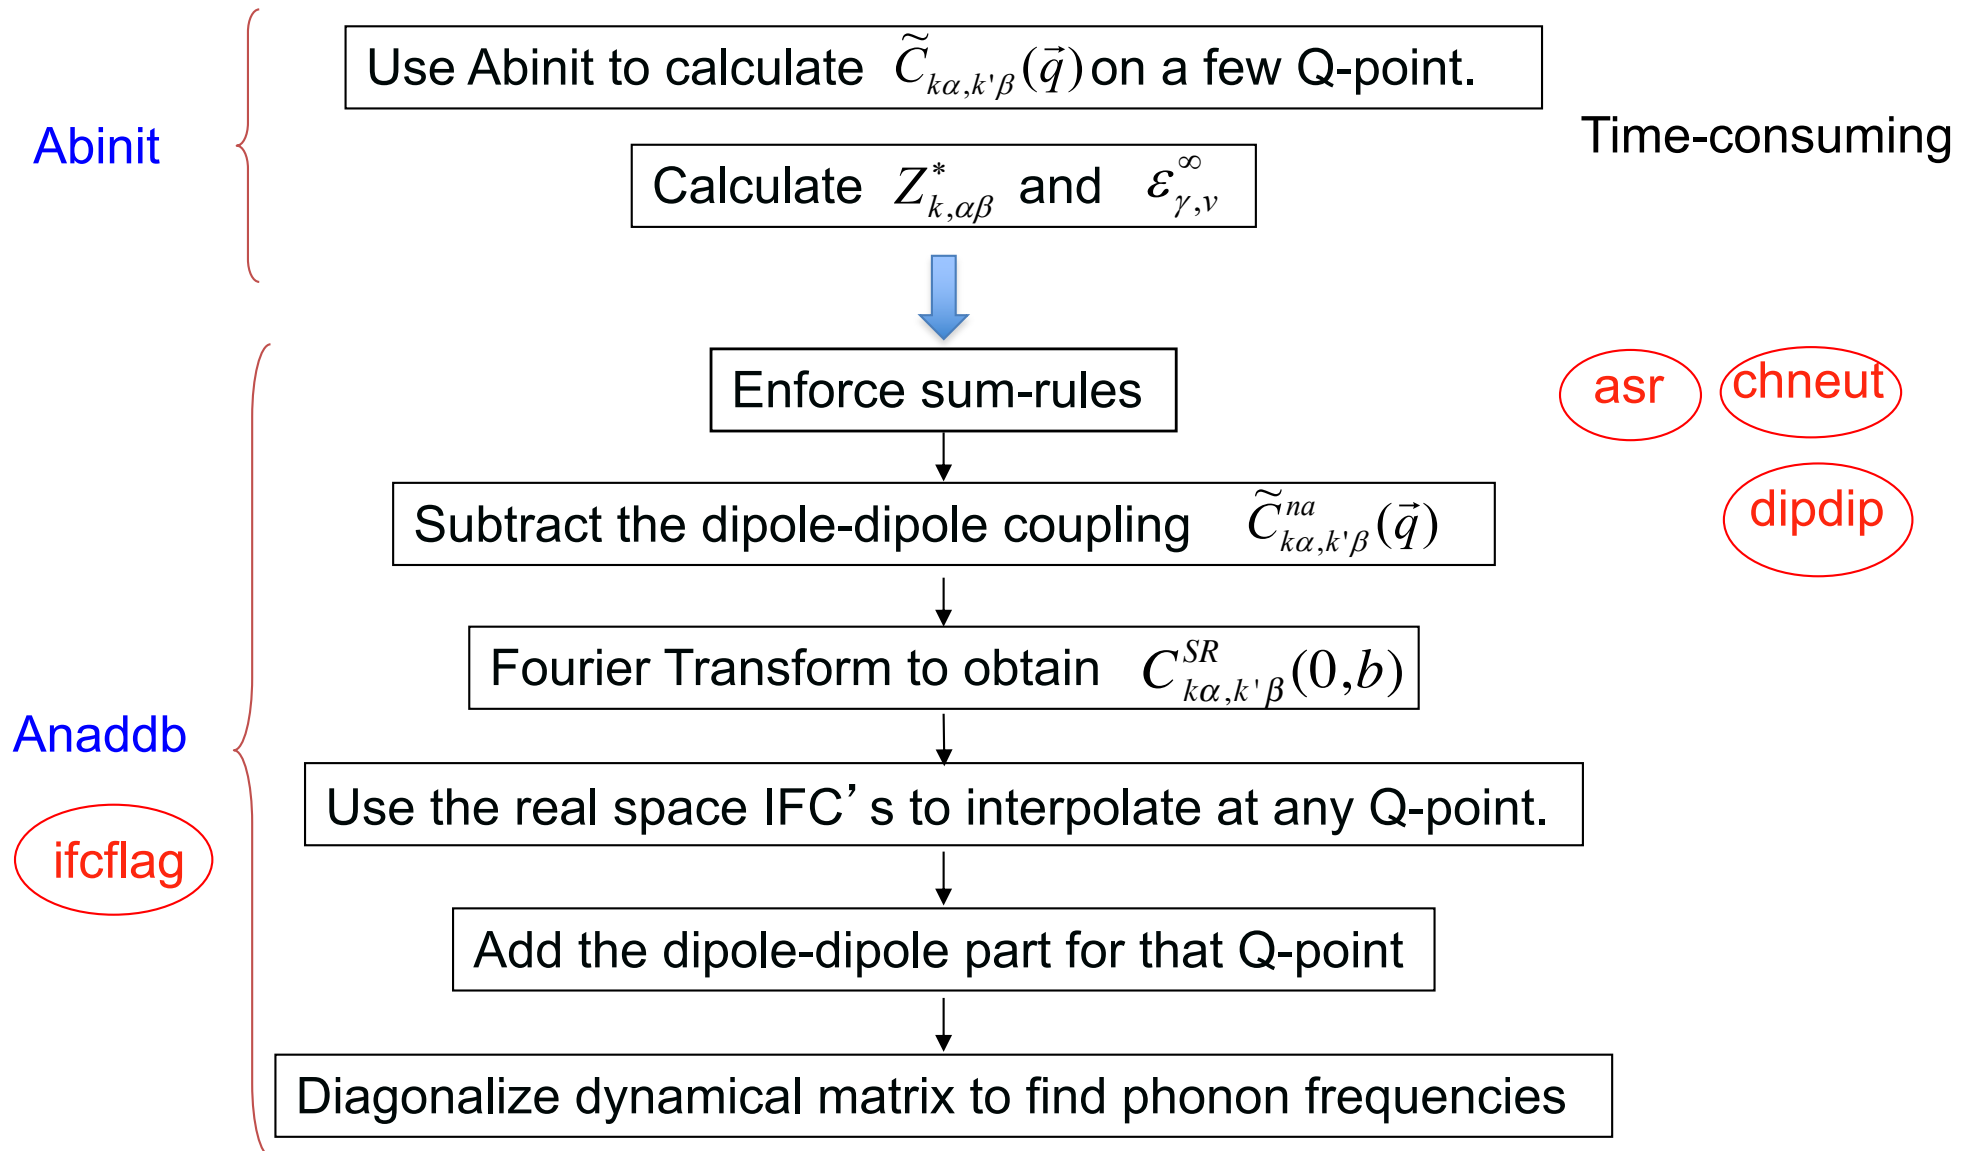 Use Abinit to calculate C̃_{kα,k'β}(q⃗) on a few Q-point.
Abinit
Time-consuming
Calculate Z*_{k,αβ} and ε^∞_{γ,ν}
Enforce sum-rules
asr
chneut
Subtract the dipole-dipole coupling C̃^{na}_{kα,k'β}(q⃗)
dipdip
Fourier Transform to obtain C^{SR}_{kα,k'β}(0,b)
Anaddb
Use the real space IFC’s to interpolate at any Q-point.
ifcflag
Add the dipole-dipole part for that Q-point
Diagonalize dynamical matrix to find phonon frequencies